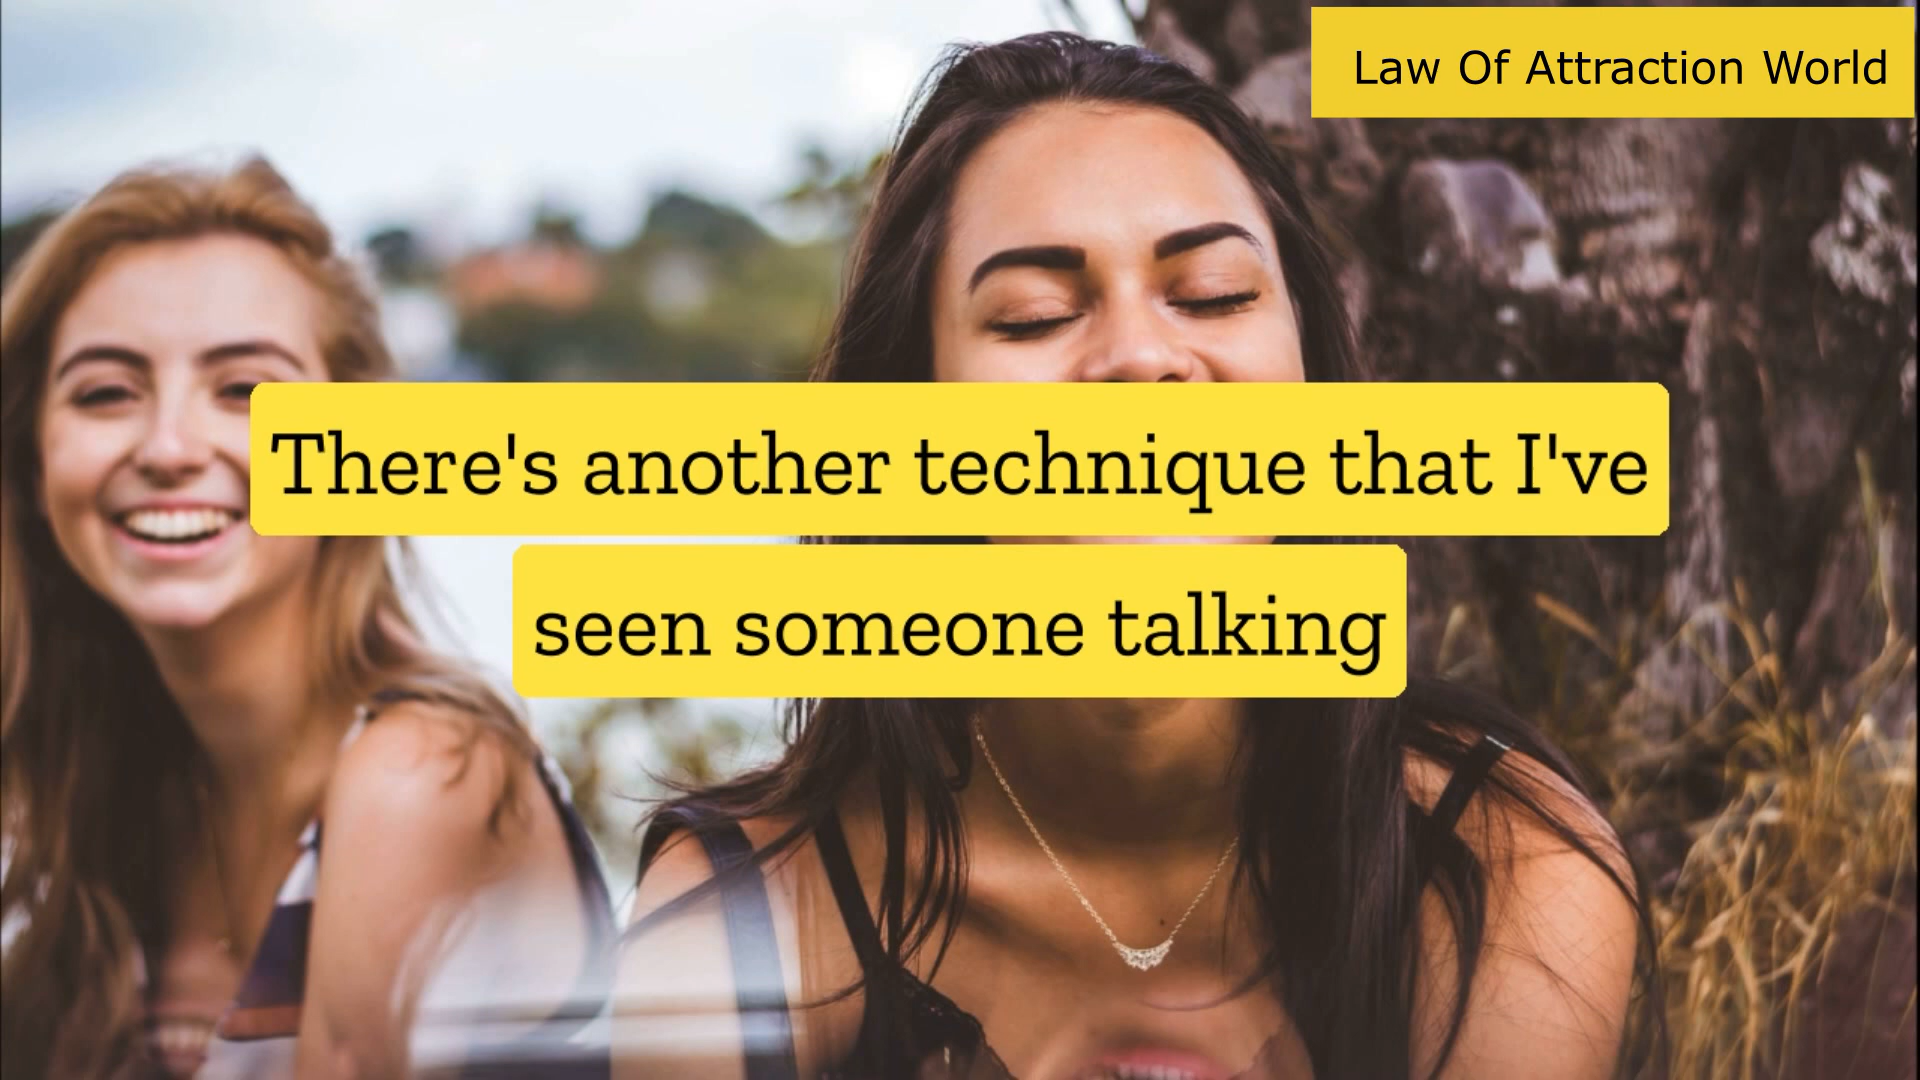 Law Of Attraction World
There's another technique that I've
seen someone talking